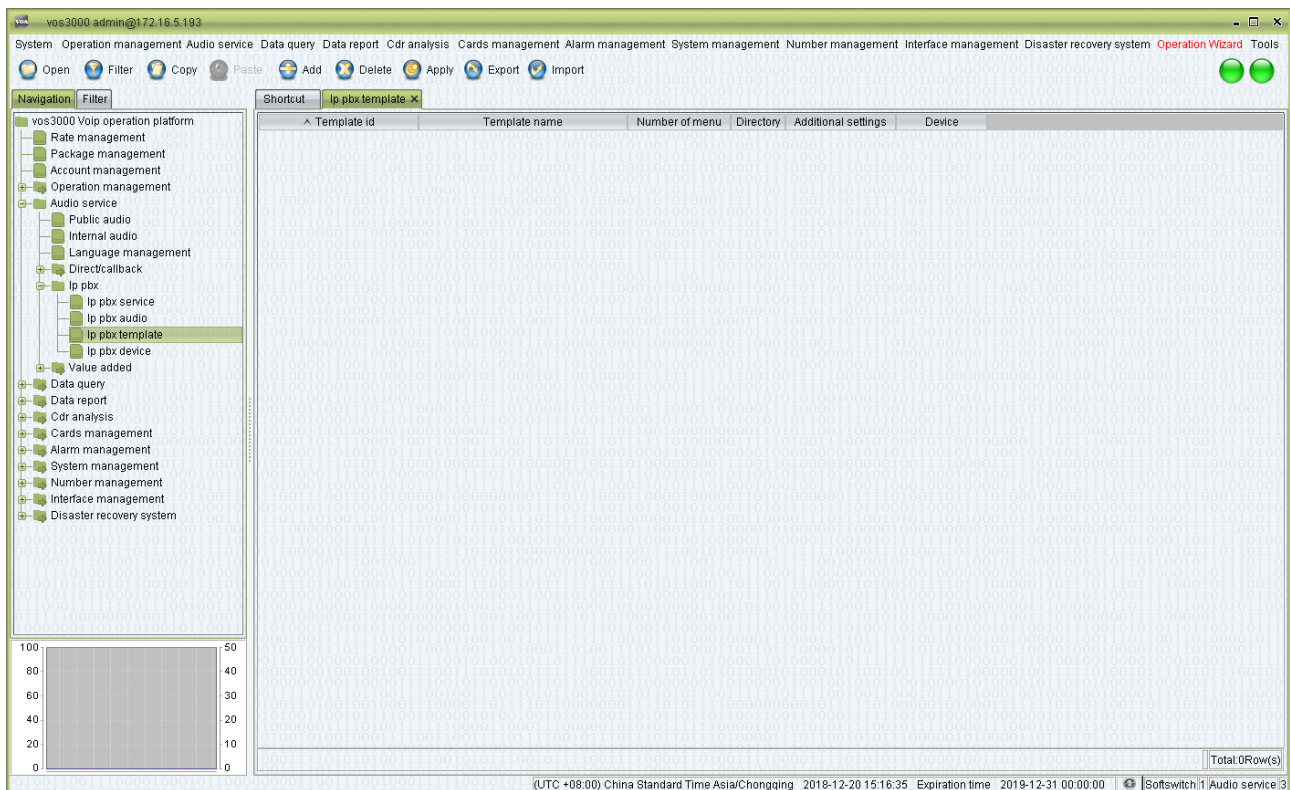 vos vos3000 admin@172.16.5.193
System Operation management Audio service Data query Data report Cdr analysis Cards management Alarm management System management Number management Interface management Disaster recovery system Operation Wizard Tools
Open Filter Copy Paste Add Delete Apply Export Import
Navigation Filter
Shortcut Ip pbx template
vos3000 Voip operation platform
Rate management
Package management
Account management
Operation management
Audio service
Public audio
Internal audio
Language management
Direct/callback
Ip pbx
Ip pbx service
Ip pbx audio
Ip pbx template
Ip pbx device
Value added
Data query
Data report
Cdr analysis
Cards management
Alarm management
System management
Number management
Interface management
Disaster recovery system
Template id Template name Number of menu Directory Additional settings Device
100 50
80 40
60 30
40 20
20 10
0 0
Total:0Row(s)
(UTC +08:00) China Standard Time Asia/Chongqing 2018-12-20 15:16:35 Expiration time 2019-12-31 00:00:00 Softswitch 1 Audio service 3